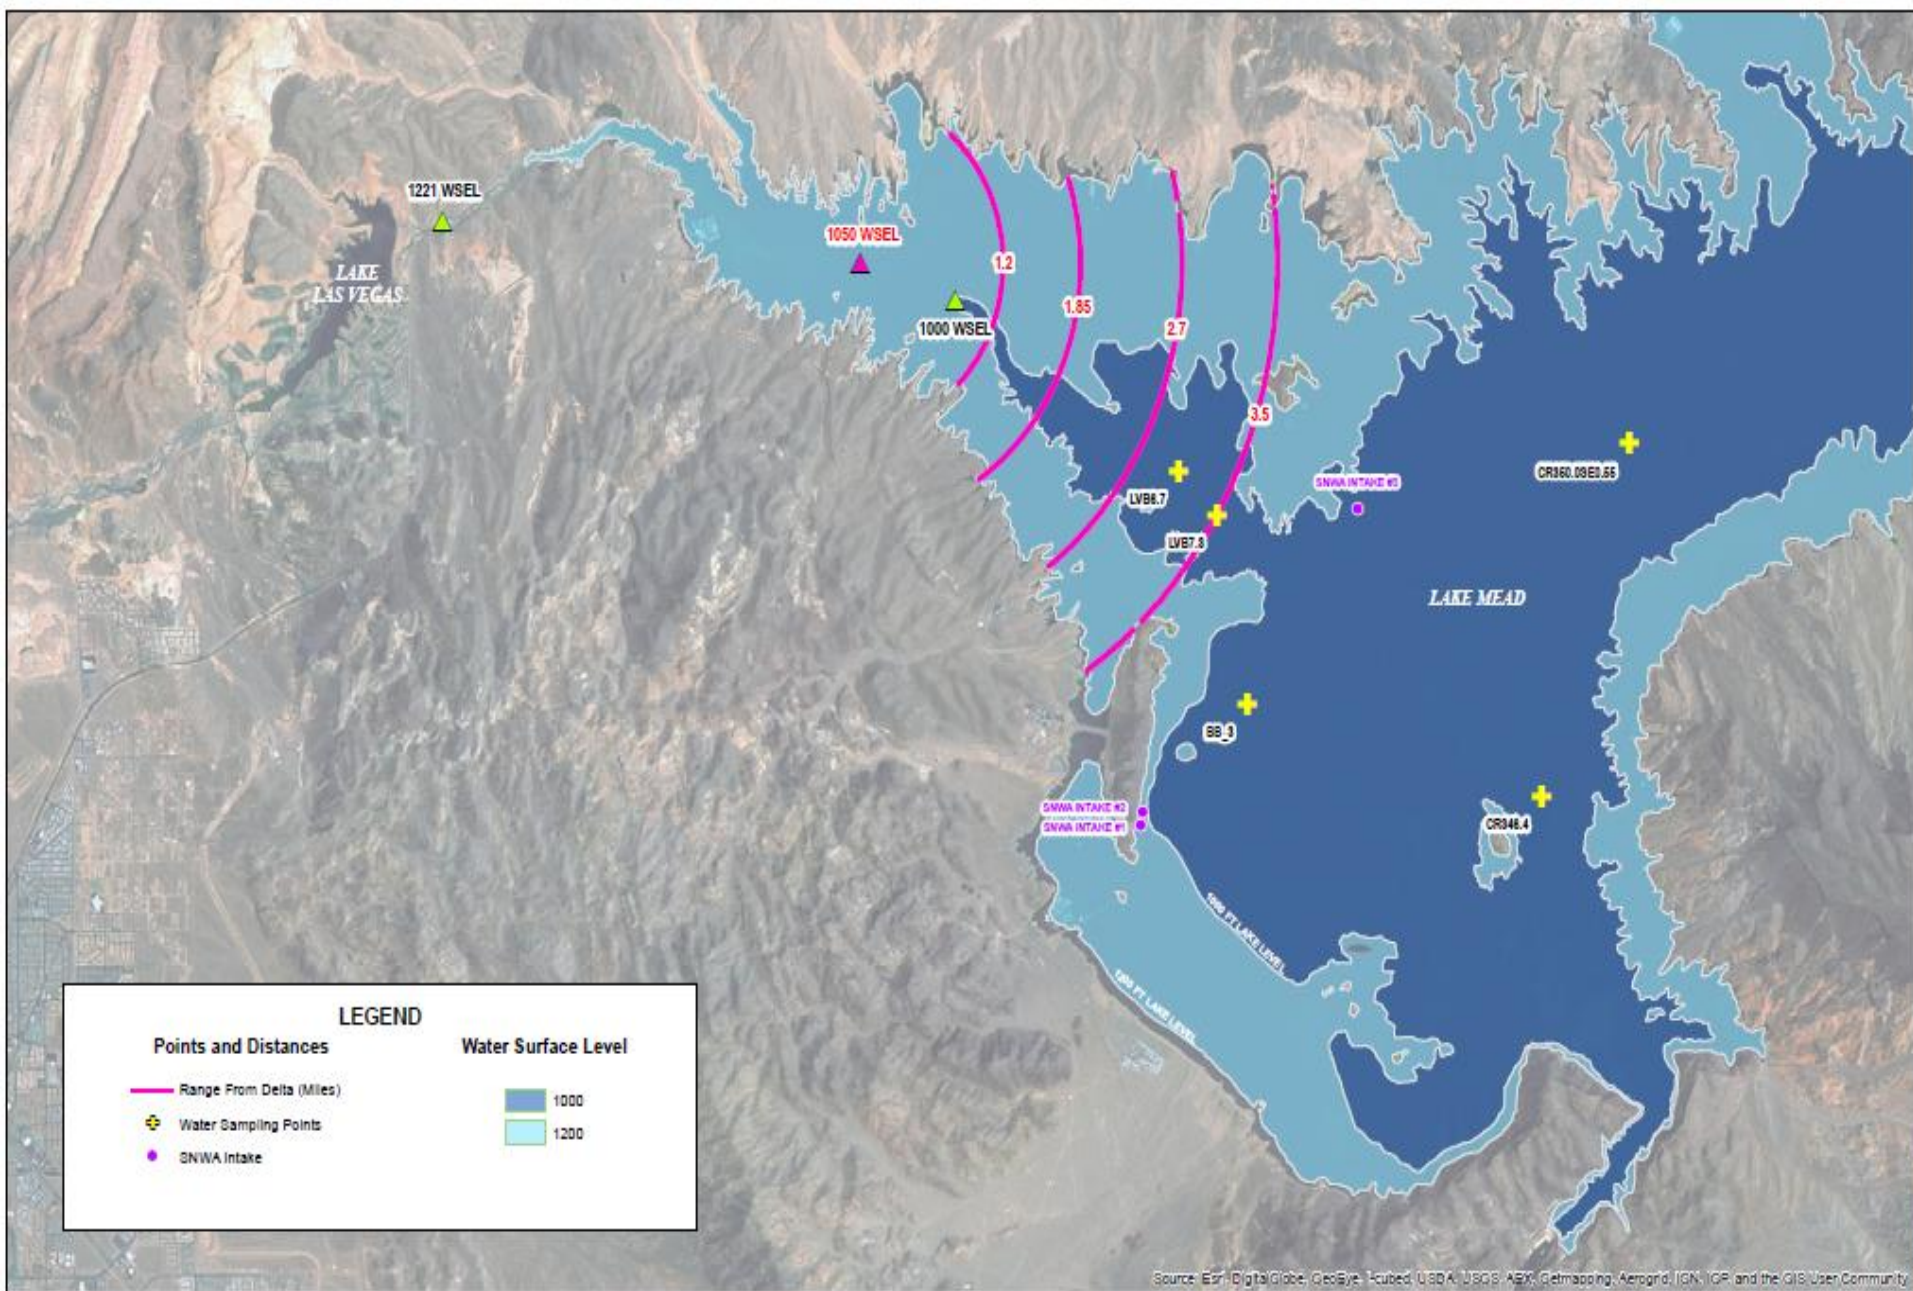 1221 WSEL
1050 WSEL
LAKE
LAS VEGAS
1.2
1.85
1000 WSEL
2.7
3.5
CR350.0SE0.55
SNWA INTAKE #3
LVB6.7
LVB7.3
LAKE MEAD
BB_3
SNWA INTAKE #2
SNWA INTAKE #1
CR346.4
1000 FT LAKE LEVEL
1200 FT LAKE LEVEL
LEGEND
Points and Distances
Water Surface Level
Range From Delta (Miles)
1000
Water Sampling Points
1200
SNWA Intake
Source: Esri, DigitalGlobe, GeoEye, i-cubed, USDA, USGS, AEX, Getmapping, Aerogrid, IGN, IGP, and the GIS User Community